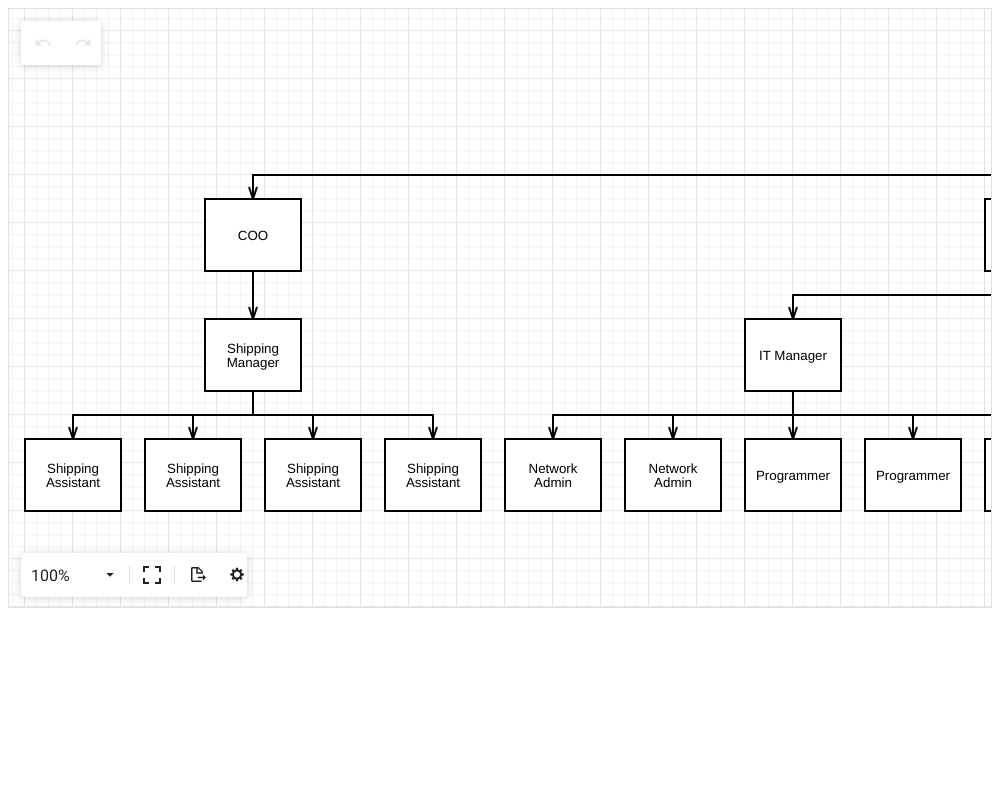 COO
Shipping
Manager
IT Manager
Shipping
Assistant
Shipping
Assistant
Shipping
Assistant
Shipping
Assistant
Network
Admin
Network
Admin
Programmer
Programmer
100%